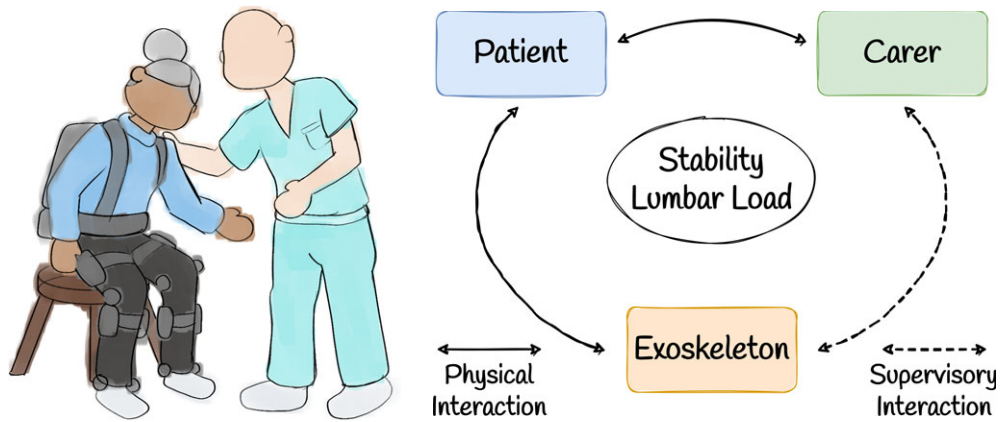 Patient
Carer
Stability
Lumbar Load
Exoskeleton
Physical
Interaction
Supervisory
Interaction